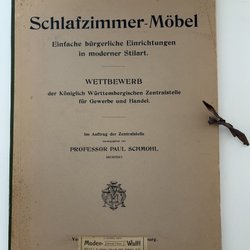 Schlafzimmer-Möbel
Einfache bürgerliche Einrichtungen
in moderner Stilart.
WETTBEWERB
der Königlich Württembergischen Zentralstelle
für Gewerbe und Handel.
Im Auftrag der Zentralstelle
PROFESSOR PAUL SCHMOHL